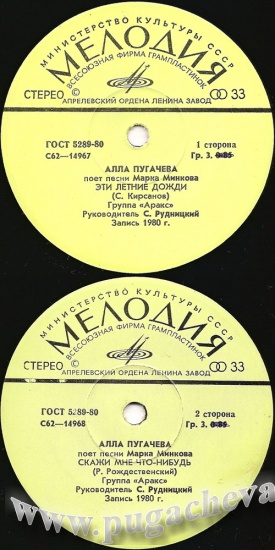 МИНИСТЕРСТВО КУЛЬТУРЫ СССР
МЕЛОДИЯ
ВСЕСОЮЗНАЯ ФИРМА ГРАМПЛАСТИНОК
СТЕРЕО 33
АПРЕЛЕВСКИЙ ОРДЕНА ЛЕНИНА ЗАВОД
ГОСТ 5289-80 1 сторона
С62—14967 Гр. 3.
АЛЛА ПУГАЧЕВА
поет песни Марка Минкова
ЭТИ ЛЕТНИЕ ДОЖДИ
(С. Кирсанов)
Группа «Аракс»
Руководитель С. Рудницкий
Запись 1980 г.
МИНИСТЕРСТВО КУЛЬТУРЫ СССР
МЕЛОДИЯ
ВСЕСОЮЗНАЯ ФИРМА ГРАМПЛАСТИНОК
СТЕРЕО 33
АПРЕЛЕВСКИЙ ОРДЕНА ЛЕНИНА ЗАВОД
ГОСТ 5289-80 2 сторона
С62—14968 Гр. 3.
АЛЛА ПУГАЧЕВА
поет песни Марка Минкова
СКАЖИ МНЕ ЧТО-НИБУДЬ
(Р. Рождественский)
Группа «Аракс»
Руководитель С. Рудницкий
Запись 1980 г.
www.pugacheva